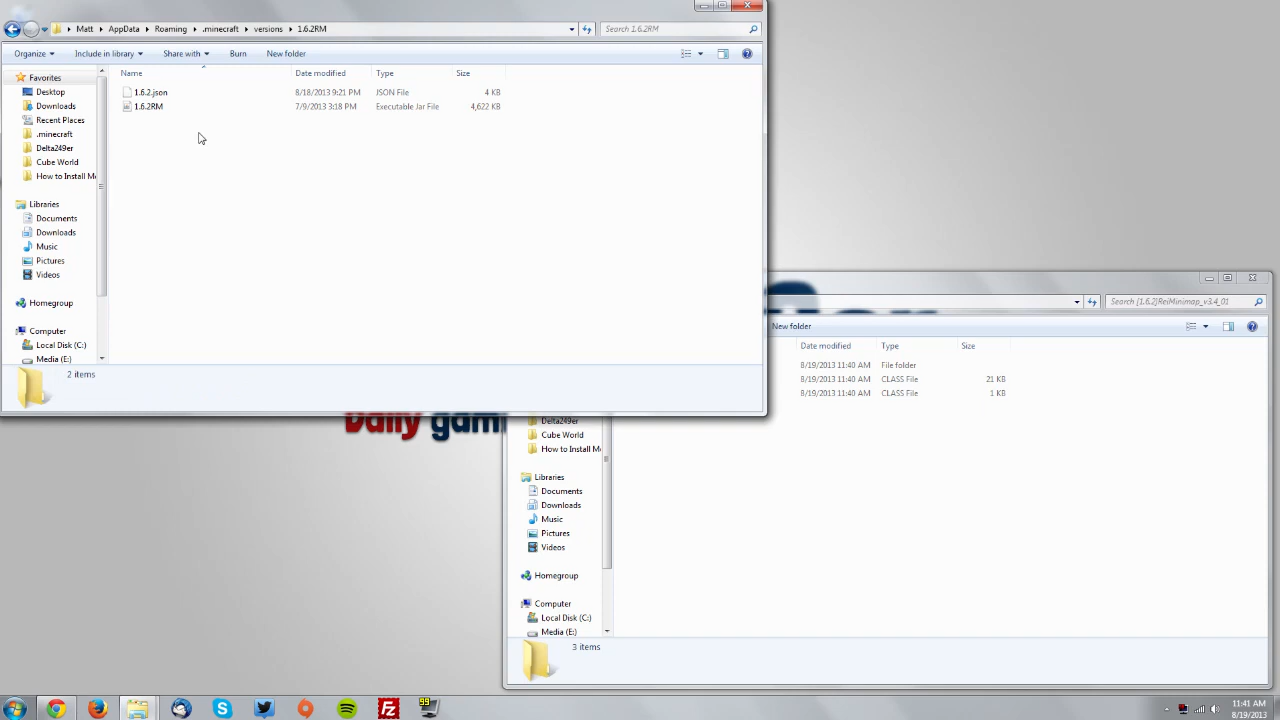 Matt AppData Roaming .minecraft versions 1.6.2RM
Search 1.6.2RM
Organize Include in library Share with Burn New folder
Favorites
Desktop
Downloads
Recent Places
.minecraft
Delta249er
Cube World
How to Install Me
Libraries
Documents
Downloads
Music
Pictures
Videos
Homegroup
Computer
Local Disk (C:)
Media (E:)
Name Date modified Type Size
1.6.2.json 8/18/2013 9:21 PM JSON File 4 KB
1.6.2RM 7/9/2013 3:18 PM Executable Jar File 4,622 KB
2 items
Daily gam
Search [1.6.2]ReiMinimap_v3.4_01
New folder
Date modified Type Size
8/19/2013 11:40 AM File folder
8/19/2013 11:40 AM CLASS File 21 KB
8/19/2013 11:40 AM CLASS File 1 KB
Delta249er
Cube World
How to Install Me
Libraries
Documents
Downloads
Music
Pictures
Videos
Homegroup
Computer
Local Disk (C:)
Media (E:)
3 items
99
11:41 AM
8/19/2013